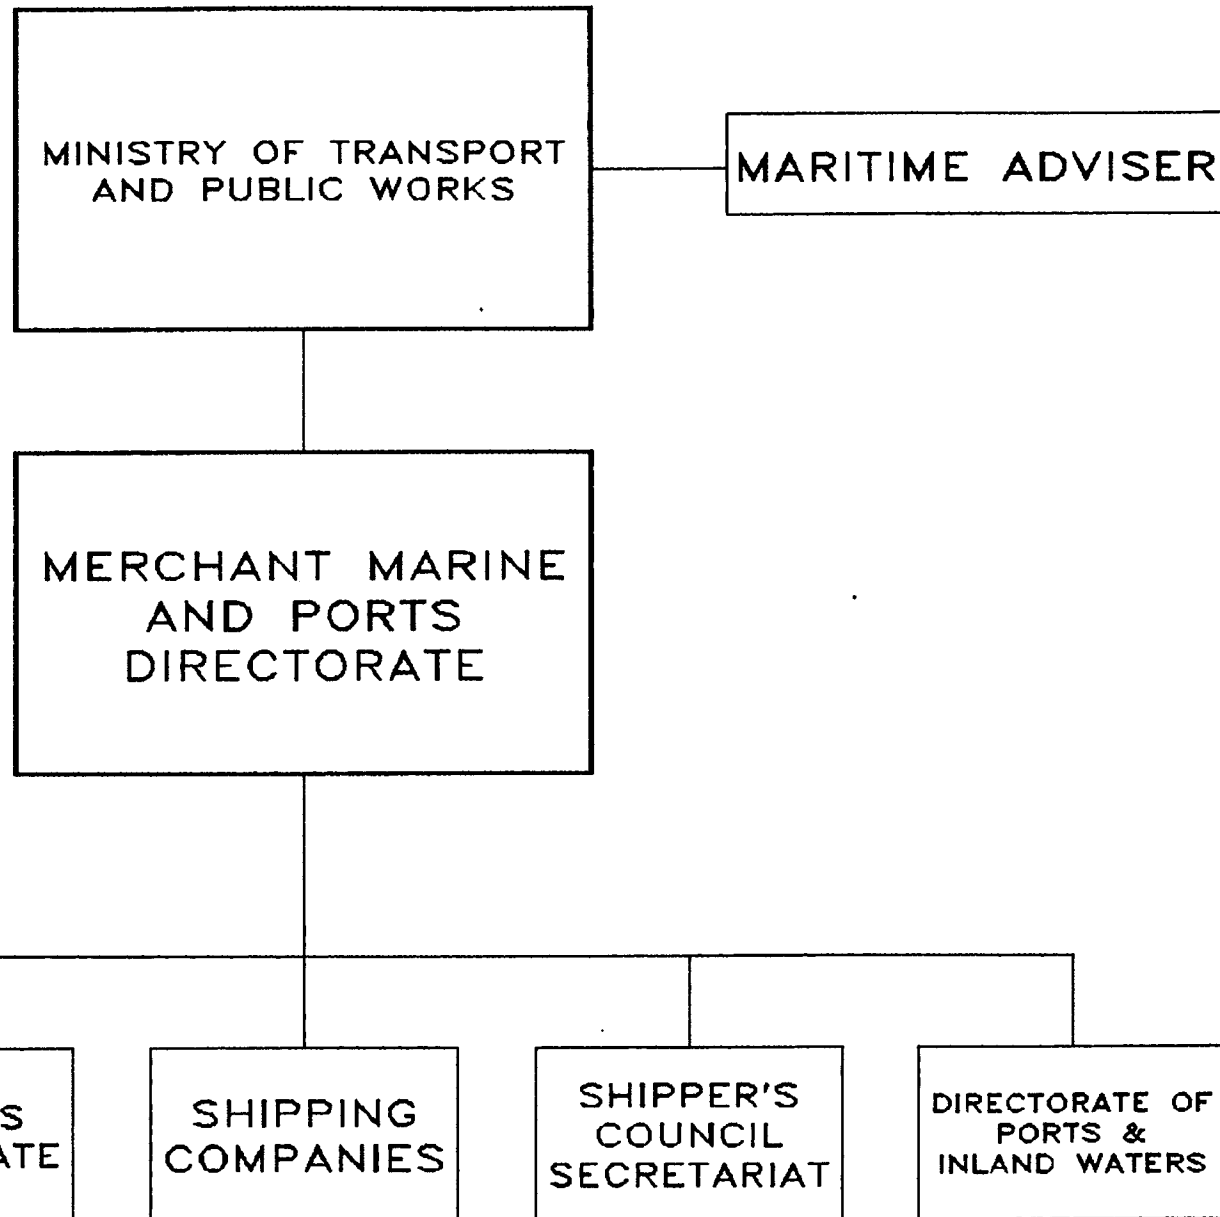 MINISTRY OF TRANSPORT
AND PUBLIC WORKS
MARITIME ADVISER
MERCHANT MARINE
AND PORTS
DIRECTORATE
SHIPPING
COMPANIES
SHIPPER'S
COUNCIL
SECRETARIAT
DIRECTORATE OF
PORTS &
INLAND WATERS